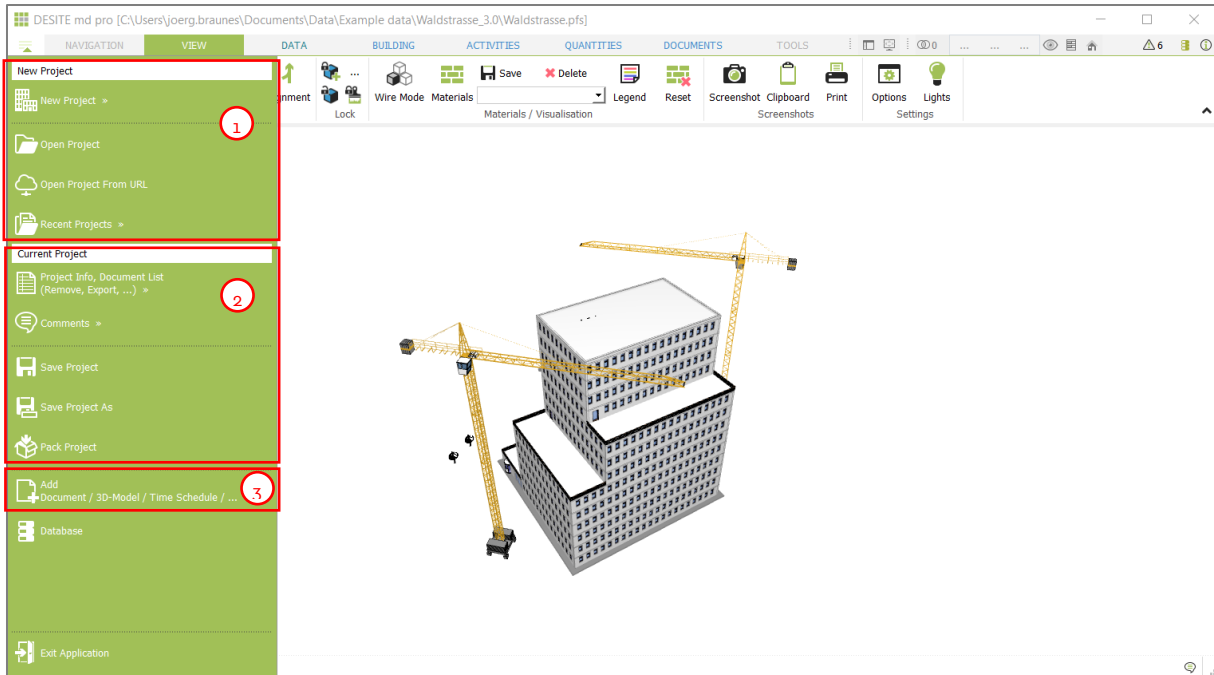 DESITE md pro [C:\Users\joerg.braunes\Documents\Data\Example data\Waldstrasse_3.0\Waldstrasse.pfs]
NAVIGATION VIEW DATA BUILDING ACTIVITIES QUANTITIES DOCUMENTS TOOLS 0 ... ... ... 6
New Project
New Project »
1
Open Project
Open Project From URL
Recent Projects »
Current Project
Project Info, Document List
(Remove, Export, ...) »
2
Comments »
Save Project
Save Project As
Pack Project
Add
Document / 3D-Model / Time Schedule / ...
3
Database
Exit Application
...
Save Delete
nment Wire Mode Materials Legend Reset Screenshot Clipboard Print Options Lights
Lock Materials / Visualisation Screenshots Settings